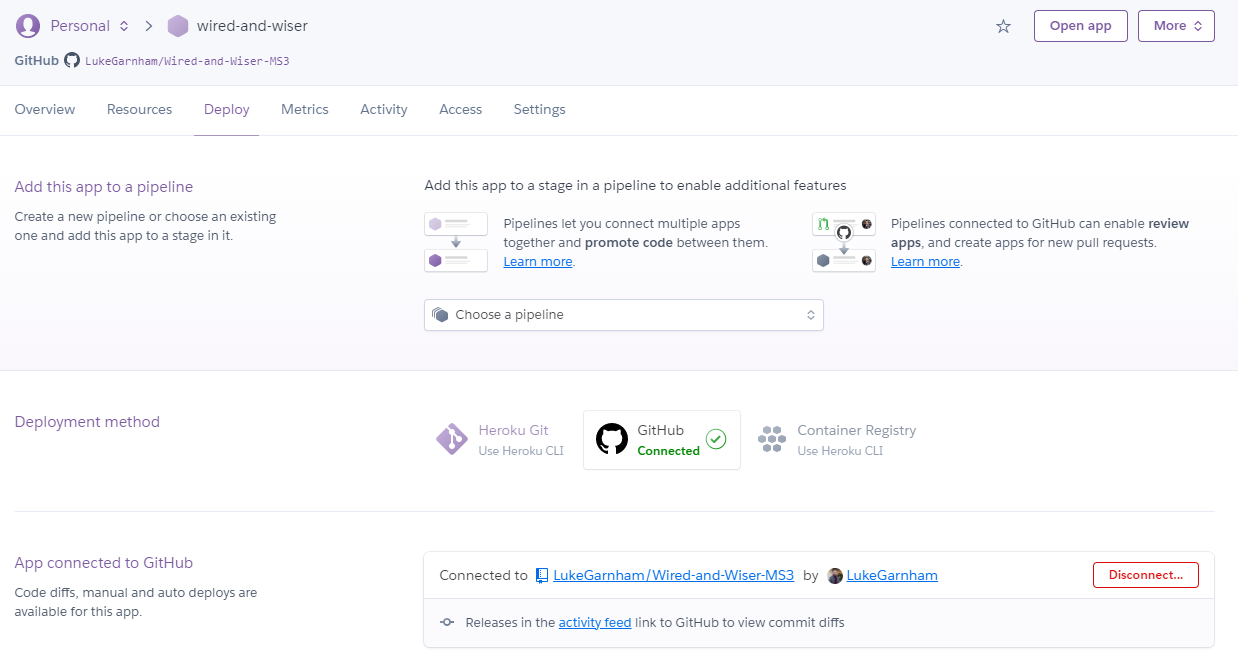 Personal wired-and-wiser Open app More
GitHub LukeGarnham/Wired-and-Wiser-MS3
Overview Resources Deploy Metrics Activity Access Settings
Add this app to a pipeline
Create a new pipeline or choose an existing
one and add this app to a stage in it.
Add this app to a stage in a pipeline to enable additional features
Pipelines let you connect multiple apps
together and promote code between them.
Learn more.
Pipelines connected to GitHub can enable review
apps, and create apps for new pull requests.
Learn more.
Choose a pipeline
Deployment method
Heroku Git
Use Heroku CLI
GitHub
Connected
Container Registry
Use Heroku CLI
App connected to GitHub
Code diffs, manual and auto deploys are
available for this app.
Connected to LukeGarnham/Wired-and-Wiser-MS3 by LukeGarnham Disconnect...
Releases in the activity feed link to GitHub to view commit diffs